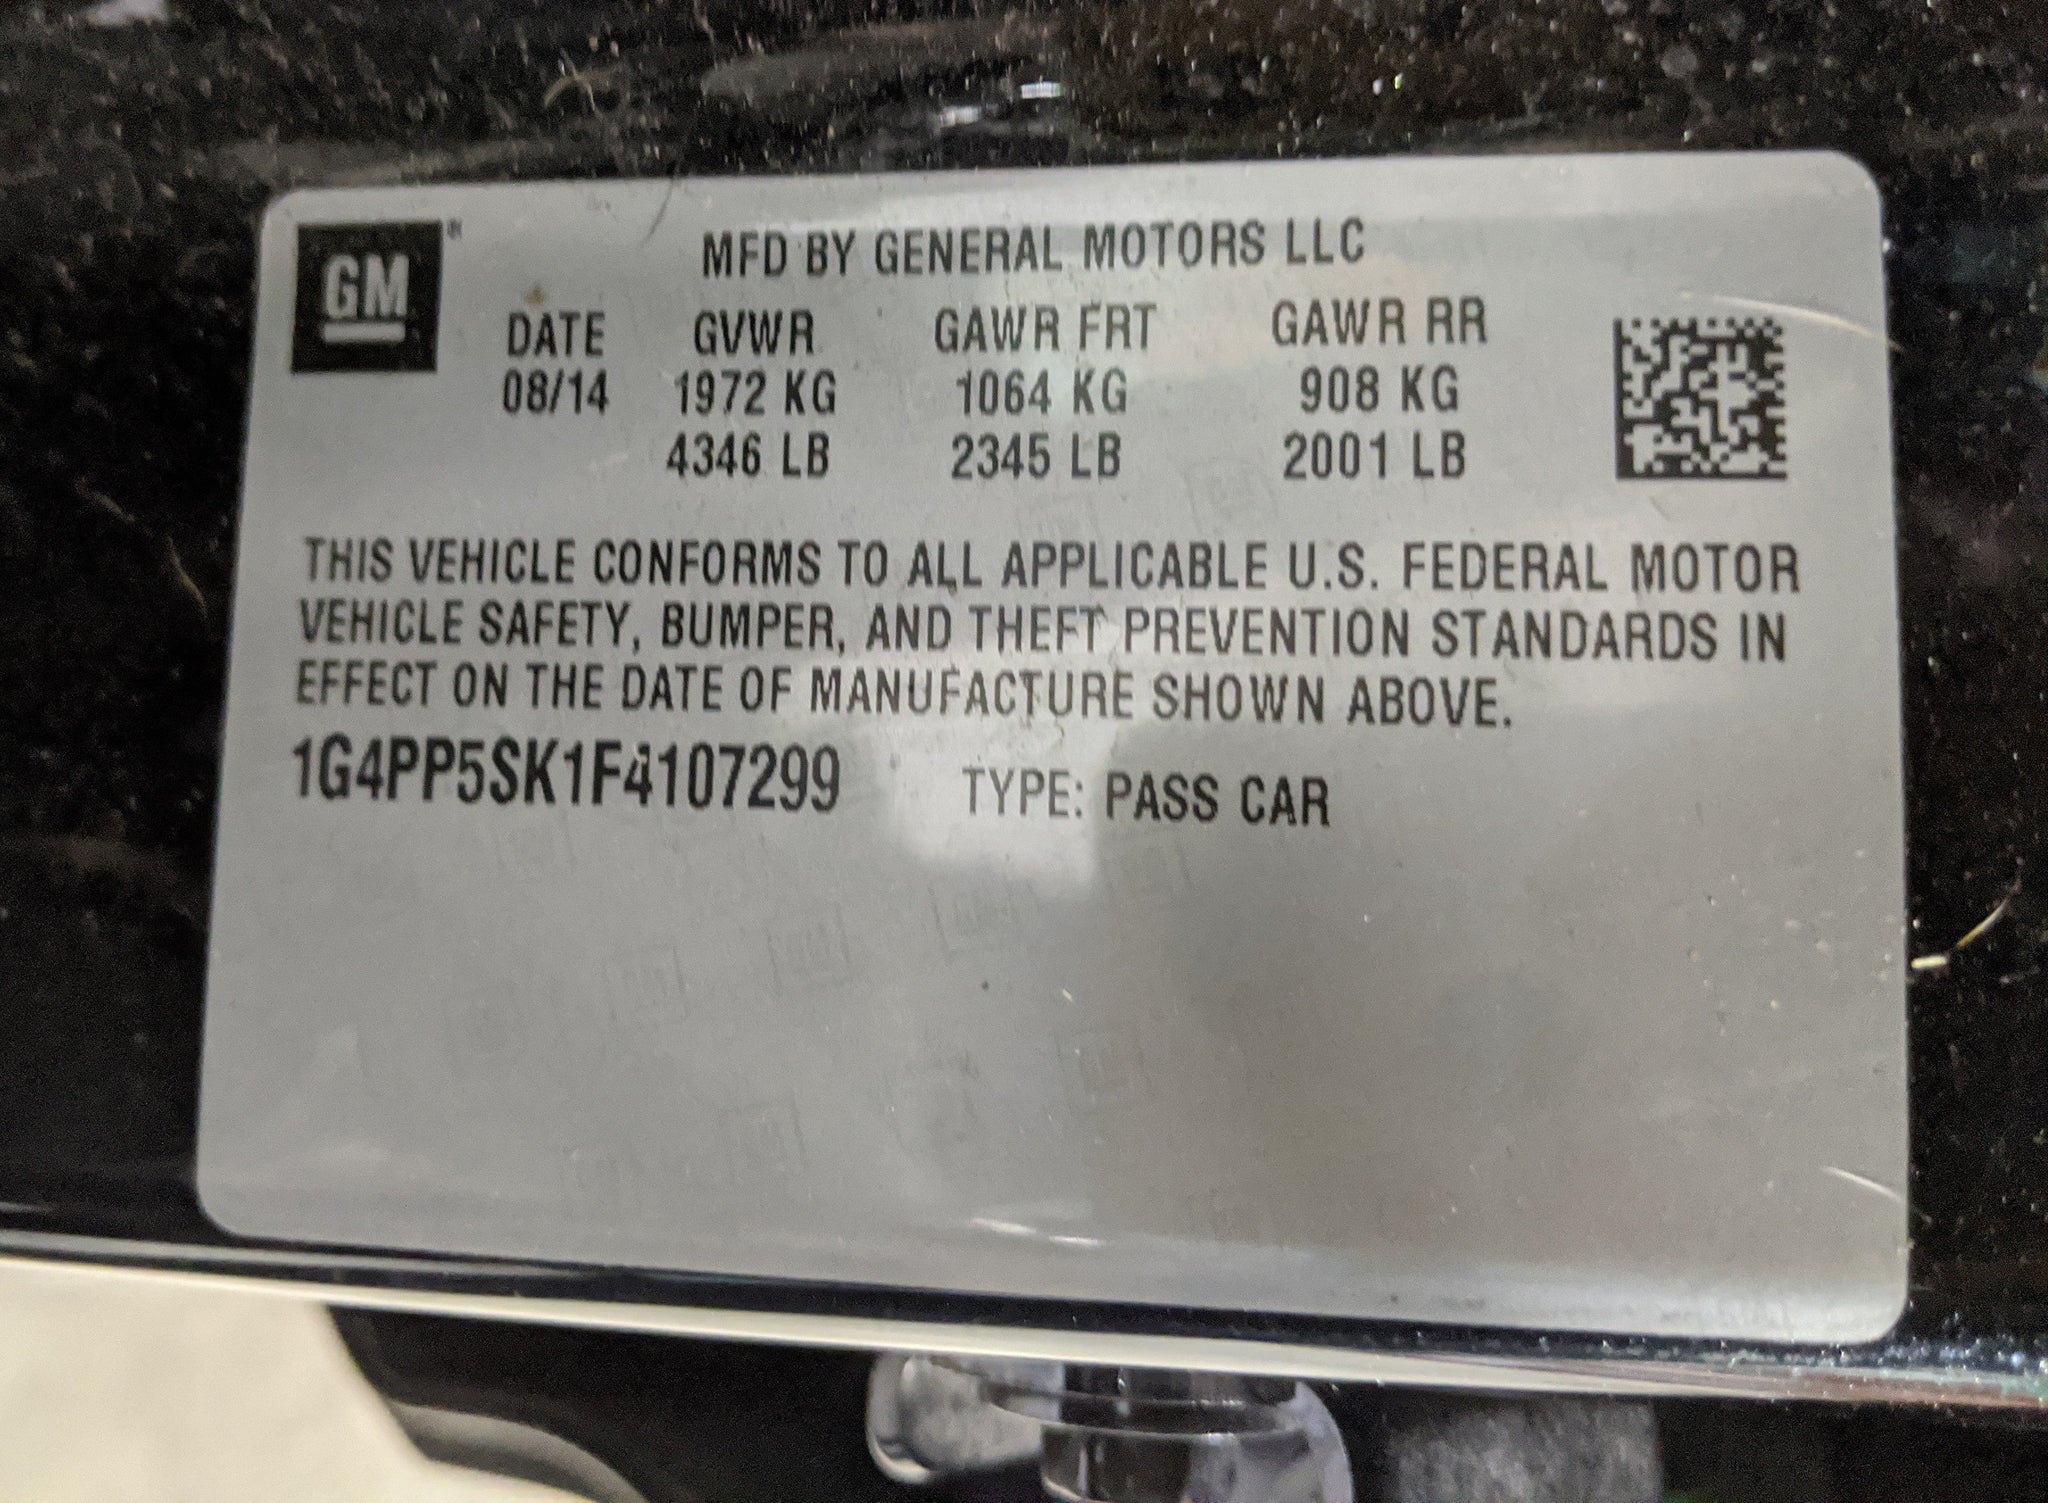 GM
MFD BY GENERAL MOTORS LLC
DATE GVWR GAWR FRT GAWR RR
08/14 1972 KG 1064 KG 908 KG
4346 LB 2345 LB 2001 LB
THIS VEHICLE CONFORMS TO ALL APPLICABLE U.S. FEDERAL MOTOR
VEHICLE SAFETY, BUMPER, AND THEFT PREVENTION STANDARDS IN
EFFECT ON THE DATE OF MANUFACTURE SHOWN ABOVE.
1G4PP5SK1F4107299 TYPE: PASS CAR